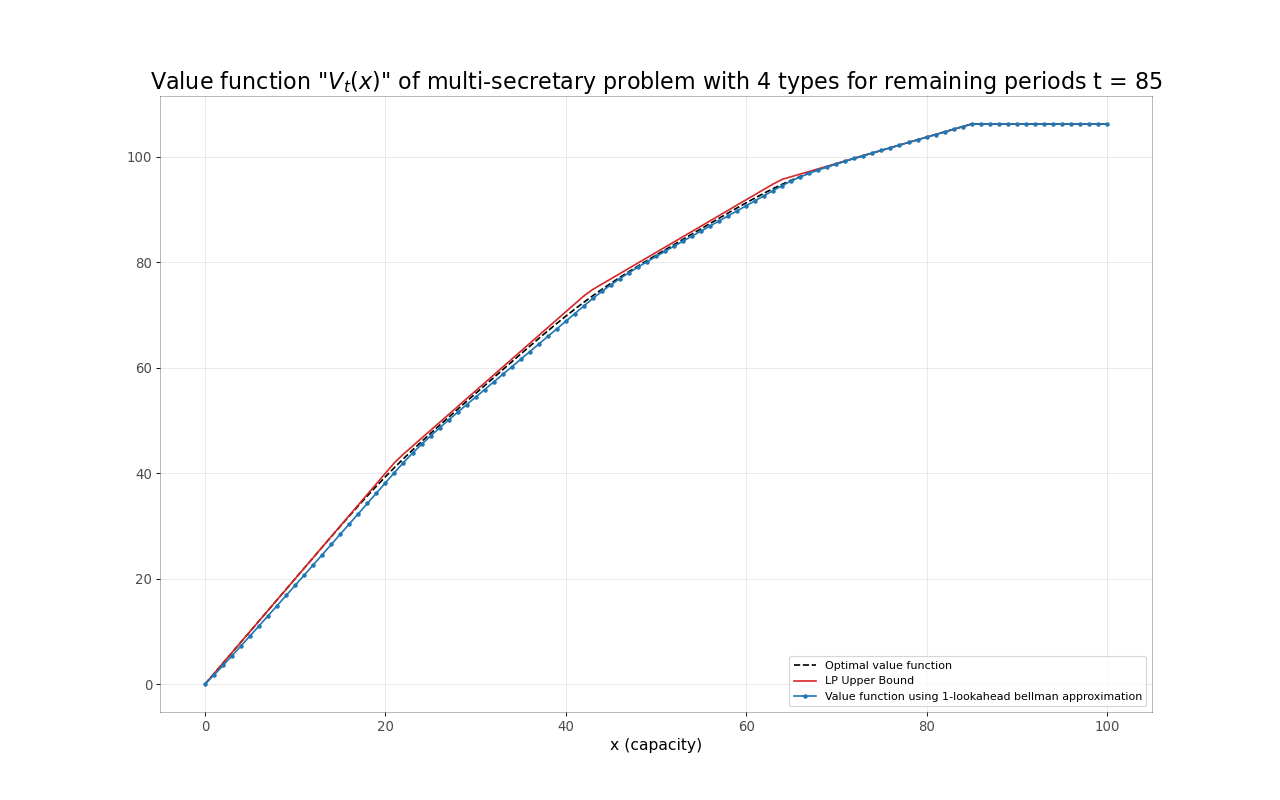 Value function "V_t(x)" of multi-secretary problem with 4 types for remaining periods t = 85
100
80
60
40
20
0
Optimal value function
LP Upper Bound
Value function using 1-lookahead bellman approximation
0 20 40 60 80 100
x (capacity)